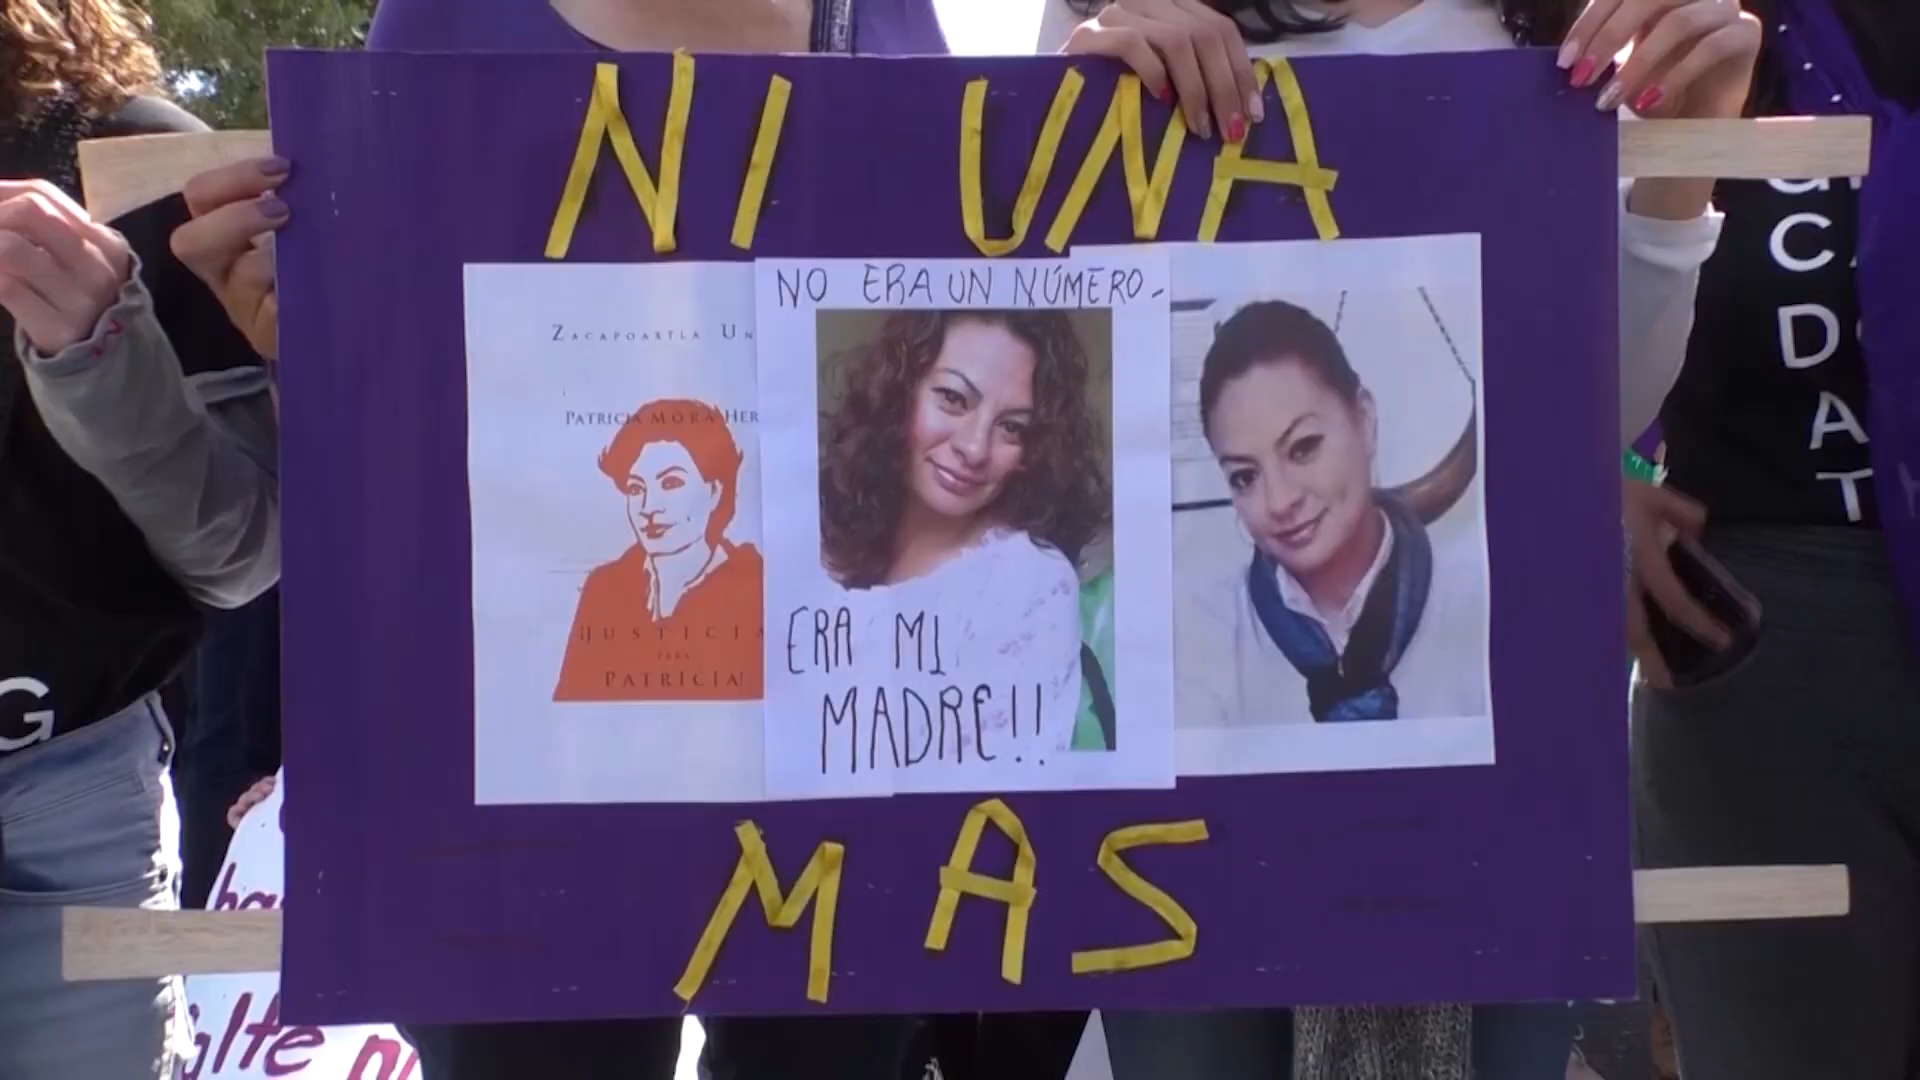 NI UNA
NO ERA UN NÚMERO.
ZACAPOAXTLA UN
PATRICIA MORA HER
¡JUSTICIA
PARA
PATRICIA!
ERA MI
MADRE!!
MAS
G
C
D
A
T